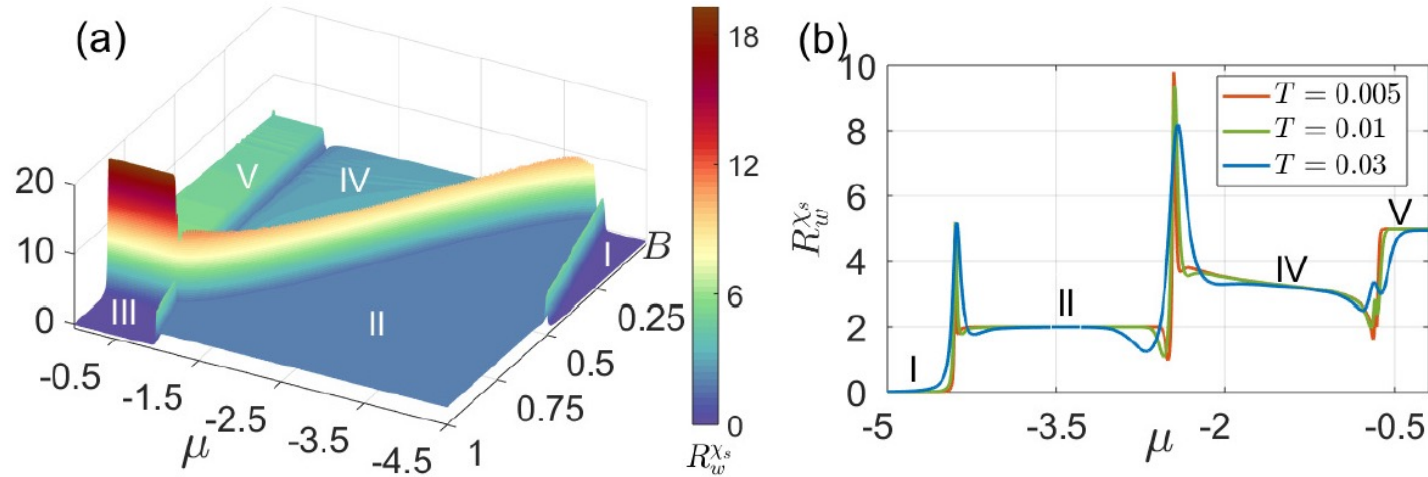 (a)
20
10
0
-0.5
-1.5
-2.5
-3.5
-4.5
μ
1
0.75
0.5
0.25
B
I
II
III
IV
V
18
12
6
0
R_w^{χ_s}
(b)
10
8
6
4
2
0
R_w^{χ_s}
-5
-3.5
-2
-0.5
μ
T = 0.005
T = 0.01
T = 0.03
I
II
IV
V